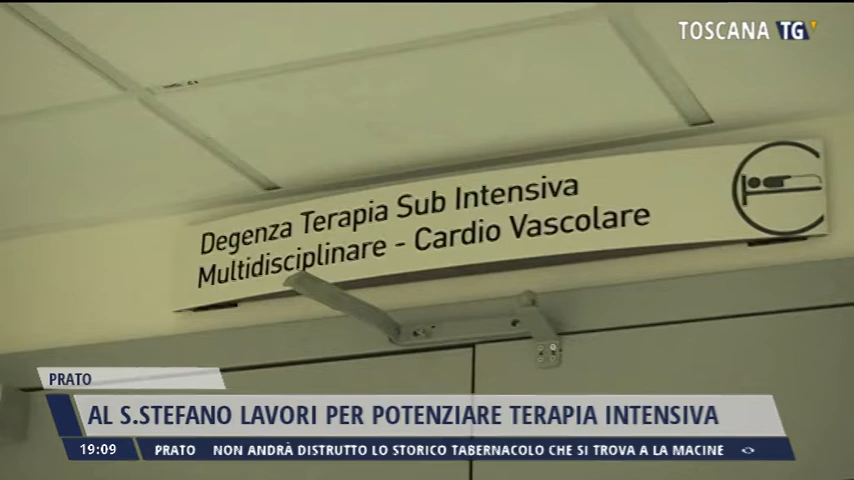 TOSCANA TG
Degenza Terapia Sub Intensiva
Multidisciplinare - Cardio Vascolare
PRATO
AL S.STEFANO LAVORI PER POTENZIARE TERAPIA INTENSIVA
19:09 PRATO NON ANDRÀ DISTRUTTO LO STORICO TABERNACOLO CHE SI TROVA A LA MACINE